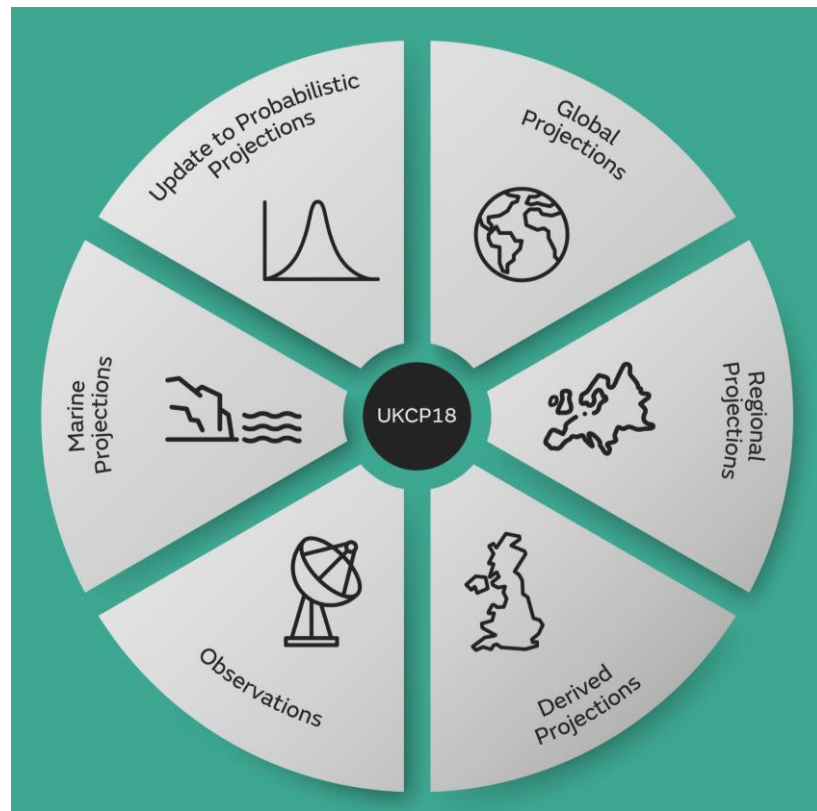 Update to Probabilistic
Projections
Global
Projections
Marine
Projections
UKCP18
Regional
Projections
Observations
Derived
Projections